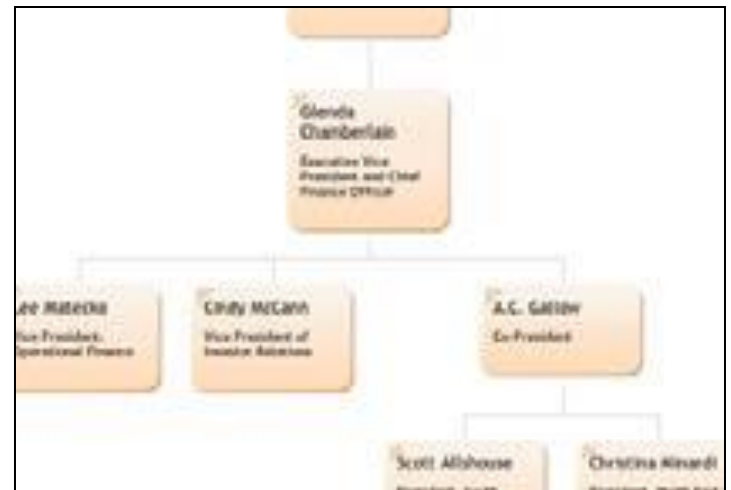 Glenda
Chamberlain
Executive Vice
President and Chief
Finance Officer
Lee Matecko
Vice President,
Operational Finance
Cindy McCann
Vice President of
Investor Relations
A.C. Gallow
Co-President
Scott Allshouse
Christina Minardi